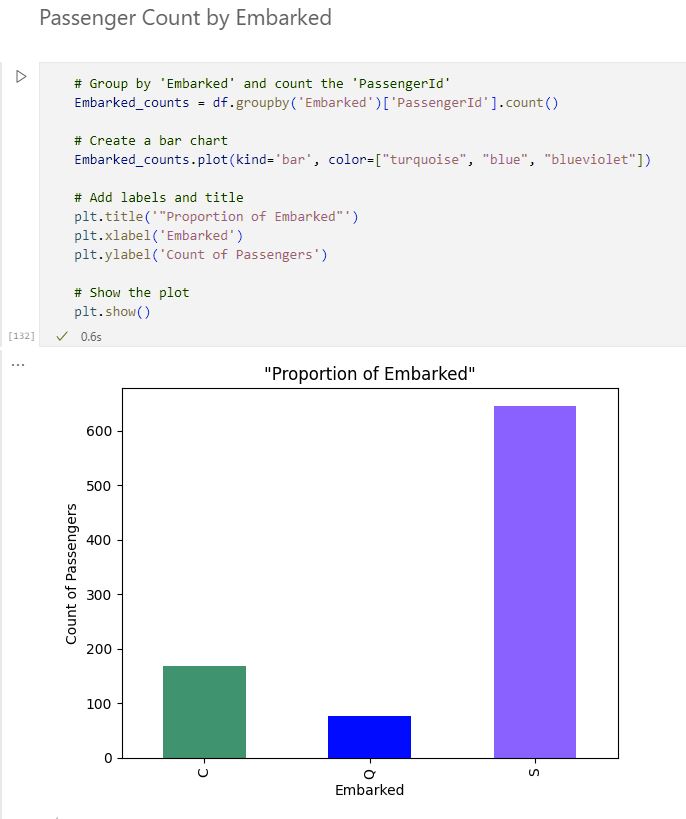 Passenger Count by Embarked
# Group by 'Embarked' and count the 'PassengerId'
Embarked_counts = df.groupby('Embarked')['PassengerId'].count()
# Create a bar chart
Embarked_counts.plot(kind='bar', color=["turquoise", "blue", "blueviolet"])
# Add labels and title
plt.title('"Proportion of Embarked"')
plt.xlabel('Embarked')
plt.ylabel('Count of Passengers')
# Show the plot
plt.show()
[132]
0.6s
...
"Proportion of Embarked"
Count of Passengers
600
500
400
300
200
100
0
C
Q
S
Embarked